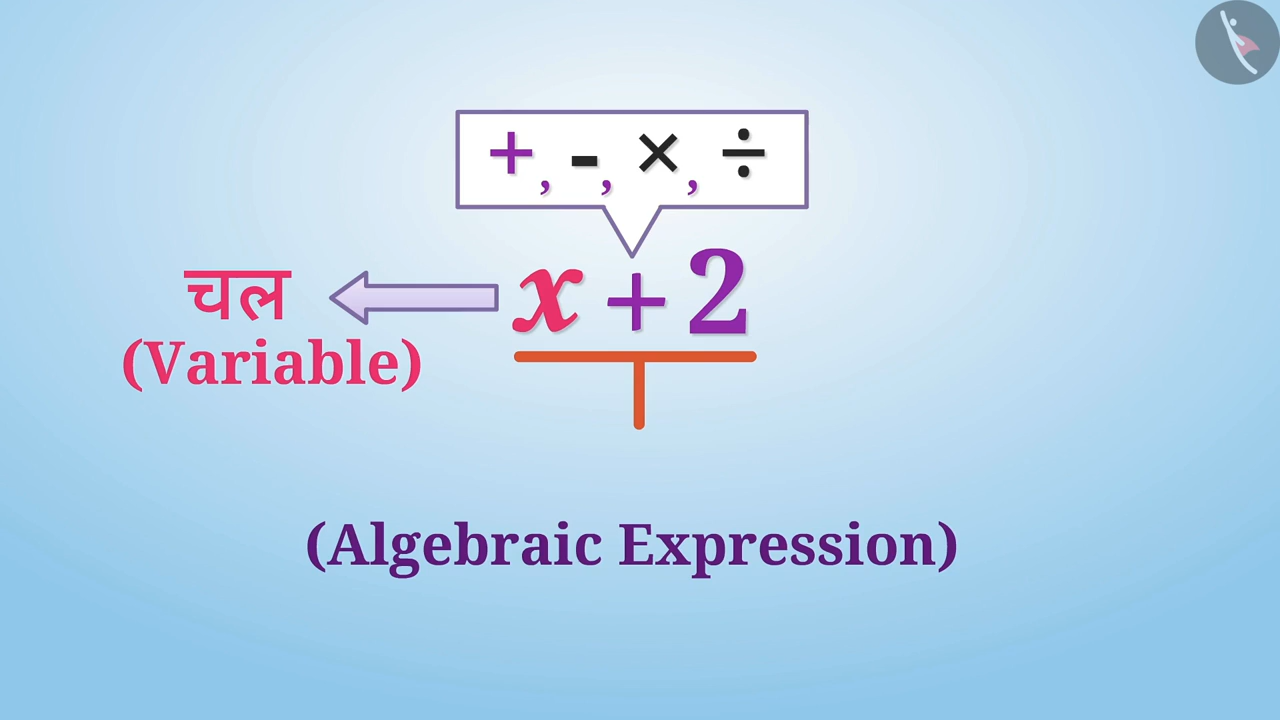 +, -, ×, ÷
x + 2
चल
(Variable)
(Algebraic Expression)